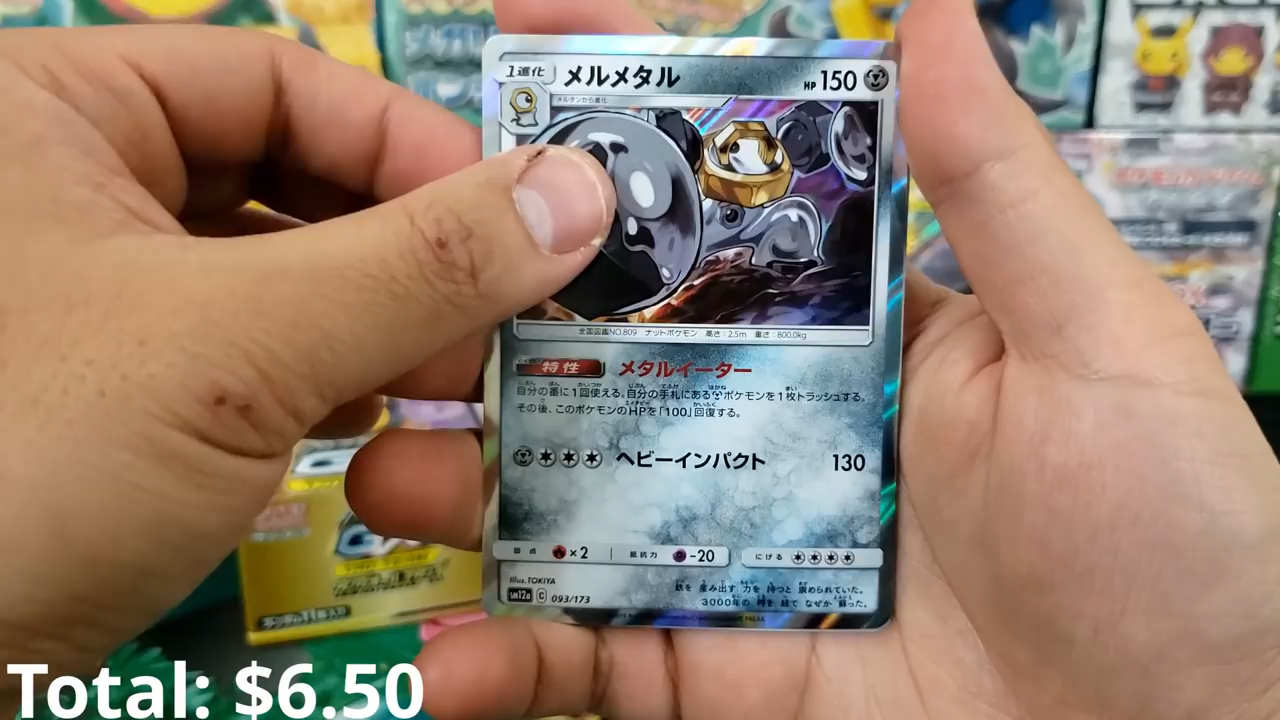 1進化
メルメタル
HP 150
メルタンから進化
全国図鑑NO.809 ナットポケモン 高さ:2.5m 重さ:800.0kg
特性 メタルイーター
自分の番に1回使える。自分の手札にあるポケモンを1枚トラッシュする。
その後、このポケモンのHPを「100」回復する。
ヘビーインパクト 130
弱点 ×2 抵抗力 -20 にげる
Illus. TOKIYA
鉄を 産み出す 力を 持つと 崇められていた。
3000年の 時を 経て なぜか 蘇った。
sm12a C 093/173
Total: $6.50